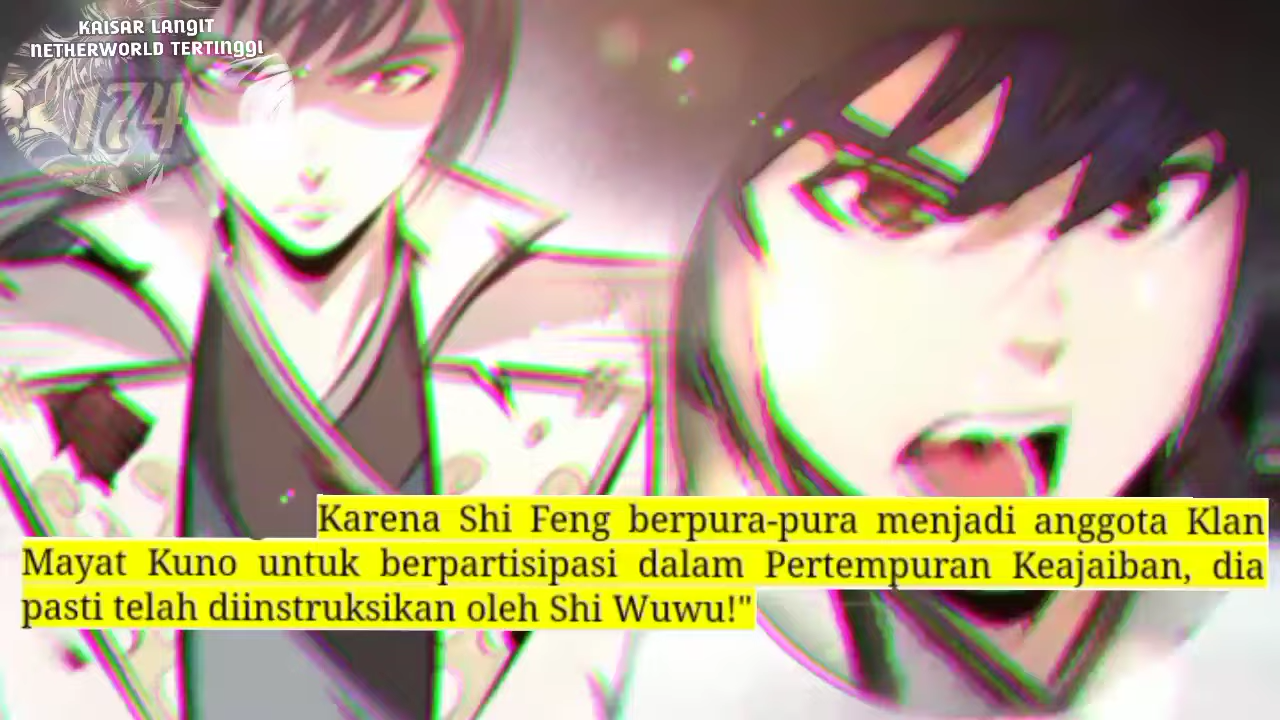 KAISAR LANGIT
NETHERWORLD TERTINGGI
174
Karena Shi Feng berpura-pura menjadi anggota Klan
Mayat Kuno untuk berpartisipasi dalam Pertempuran Keajaiban, dia
pasti telah diinstruksikan oleh Shi Wuwu!"